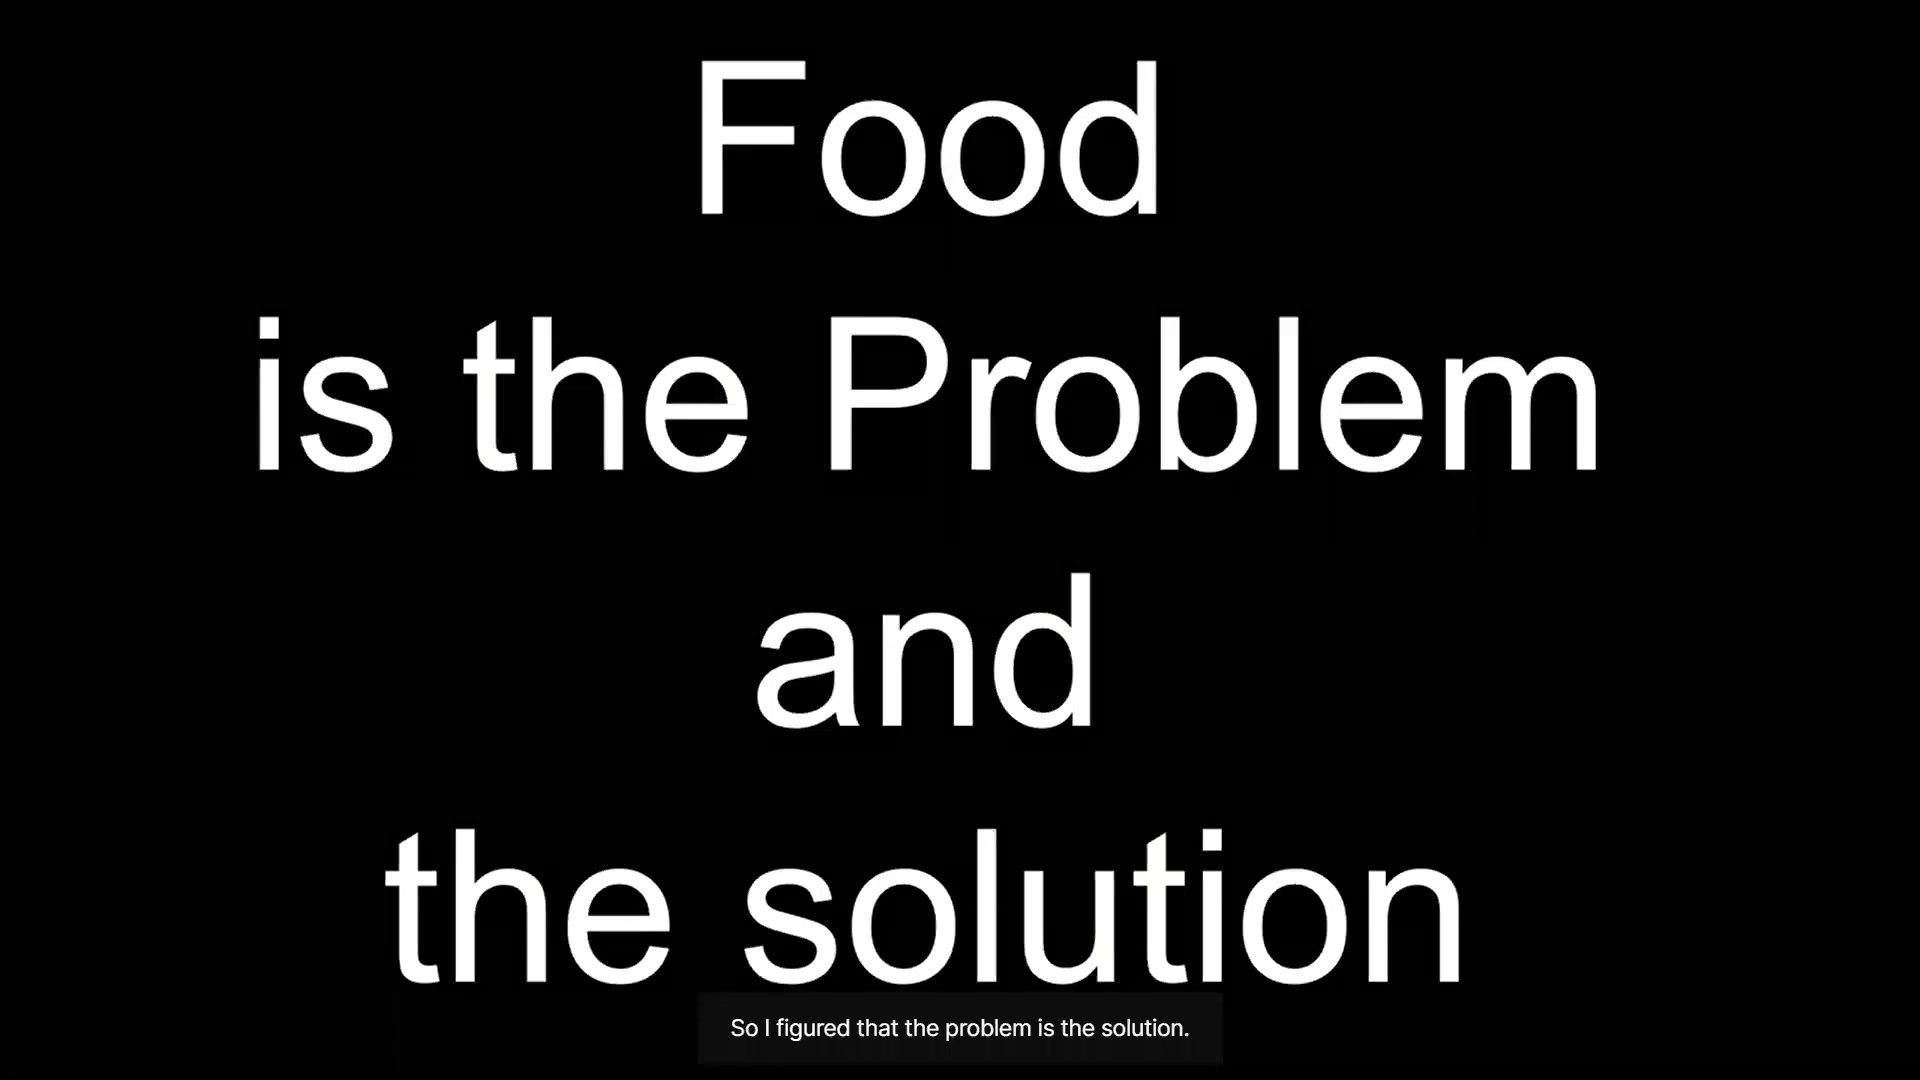 Food
is the Problem
and
the solution
So I figured that the problem is the solution.